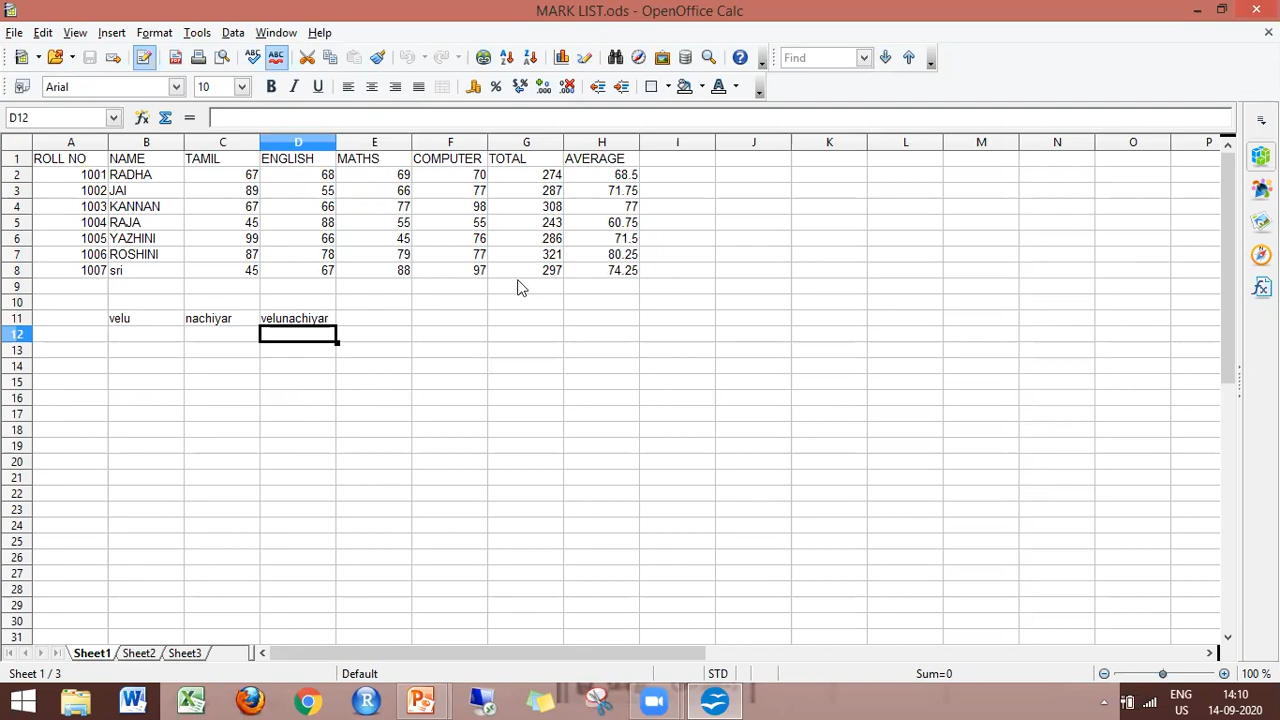 MARK LIST.ods - OpenOffice Calc
File Edit View Insert Format Tools Data Window Help
Find
Arial 10
D12
A B C D E F G H I J K L M N O P
1 ROLL NO NAME TAMIL ENGLISH MATHS COMPUTER TOTAL AVERAGE
2 1001 RADHA 67 68 69 70 274 68.5
3 1002 JAI 89 55 66 77 287 71.75
4 1003 KANNAN 67 66 77 98 308 77
5 1004 RAJA 45 88 55 55 243 60.75
6 1005 YAZHINI 99 66 45 76 286 71.5
7 1006 ROSHINI 87 78 79 77 321 80.25
8 1007 sri 45 67 88 97 297 74.25
9
10
11 velu nachiyar velunachiyar
12
13
14
15
16
17
18
19
20
21
22
23
24
25
26
27
28
29
30
31
Sheet1 Sheet2 Sheet3
Sheet 1 / 3 Default STD Sum=0 100 %
ENG 14:10
US 14-09-2020